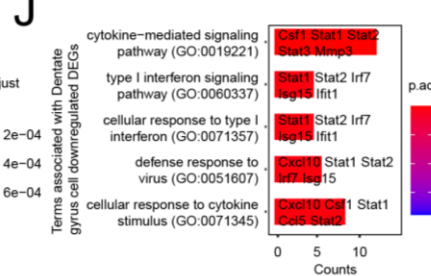 J
just
2e-04
4e-04
6e-04
Terms associated with Dentate
gyrus cell downregulated DEGs
cytokine−mediated signaling
pathway (GO:0019221)
Csf1 Stat1 Stat2
Stat3 Mmp3
type I interferon signaling
pathway (GO:0060337)
Stat1 Stat2 Irf7
Isg15 Ifit1
cellular response to type I
interferon (GO:0071357)
Stat1 Stat2 Irf7
Isg15 Ifit1
defense response to
virus (GO:0051607)
Cxcl10 Stat1 Stat2
Irf7 Isg15
cellular response to cytokine
stimulus (GO:0071345)
Cxcl10 Csf1 Stat1
Ccl5 Stat2
0 5 10
Counts
p.ac